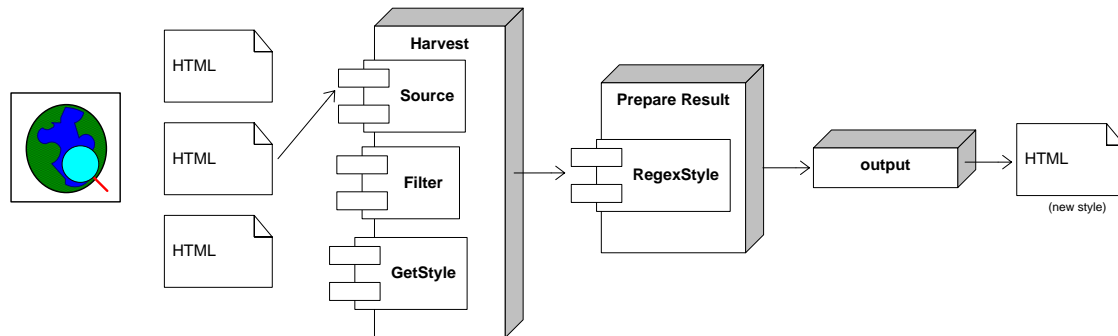 HTML
HTML
HTML
Harvest
Source
Filter
GetStyle
Prepare Result
RegexStyle
output
HTML
(new style)